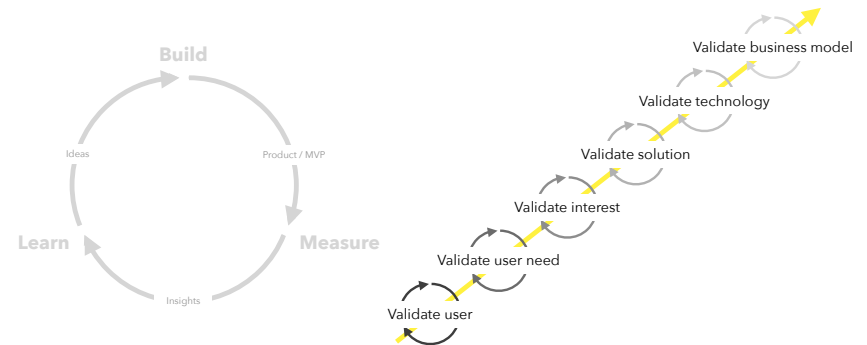 Build
Ideas
Product / MVP
Learn
Measure
Insights
Validate business model
Validate technology
Validate solution
Validate interest
Validate user need
Validate user